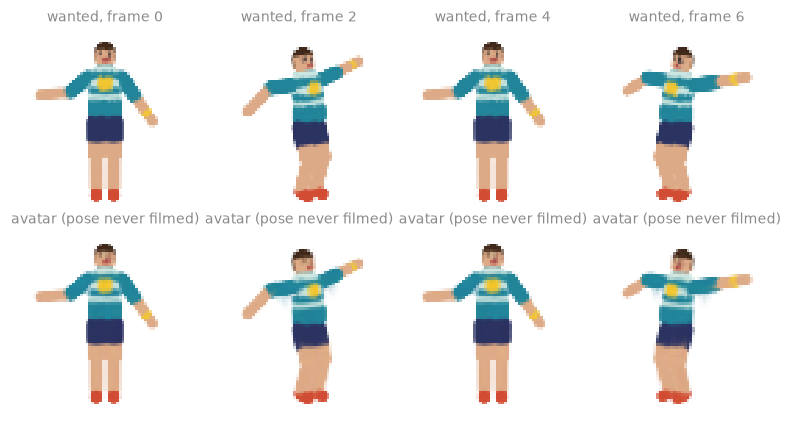 wanted, frame 0
wanted, frame 2
wanted, frame 4
wanted, frame 6
avatar (pose never filmed)
avatar (pose never filmed)
avatar (pose never filmed)
avatar (pose never filmed)